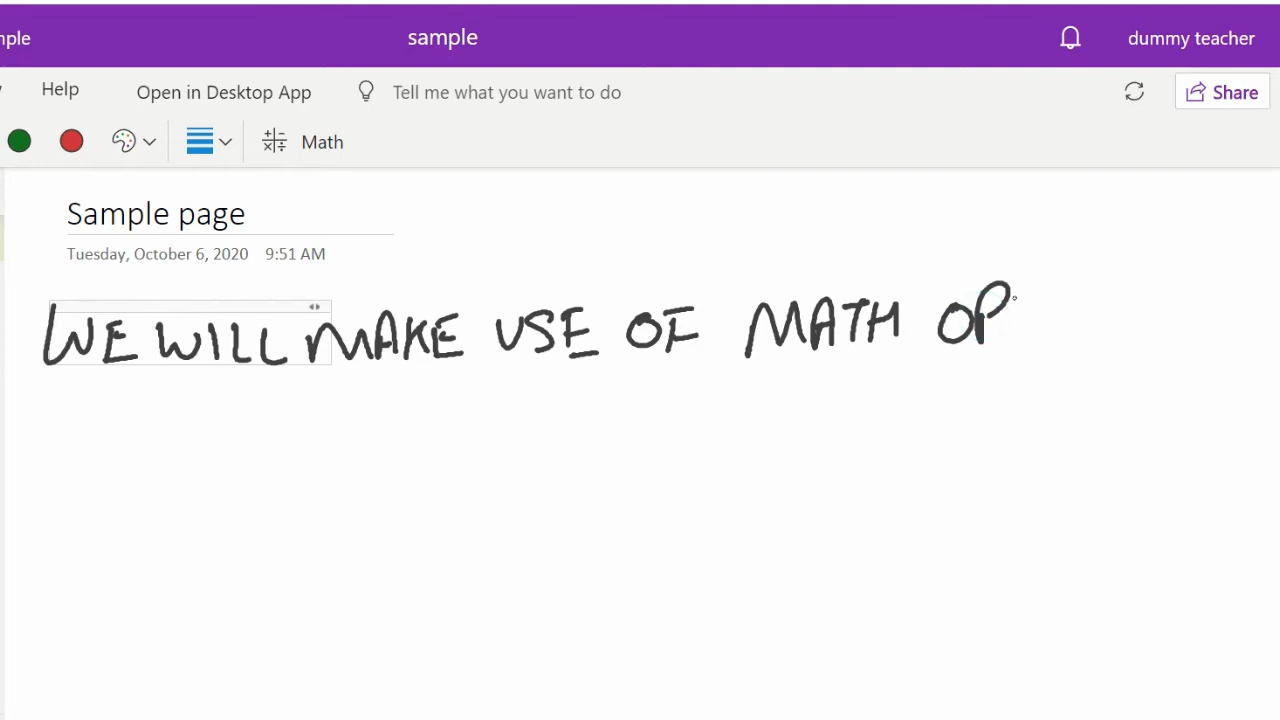 mple sample dummy teacher
Help Open in Desktop App Tell me what you want to do Share
Math
Sample page
Tuesday, October 6, 2020 9:51 AM
WE WILL MAKE USE OF MATH OP